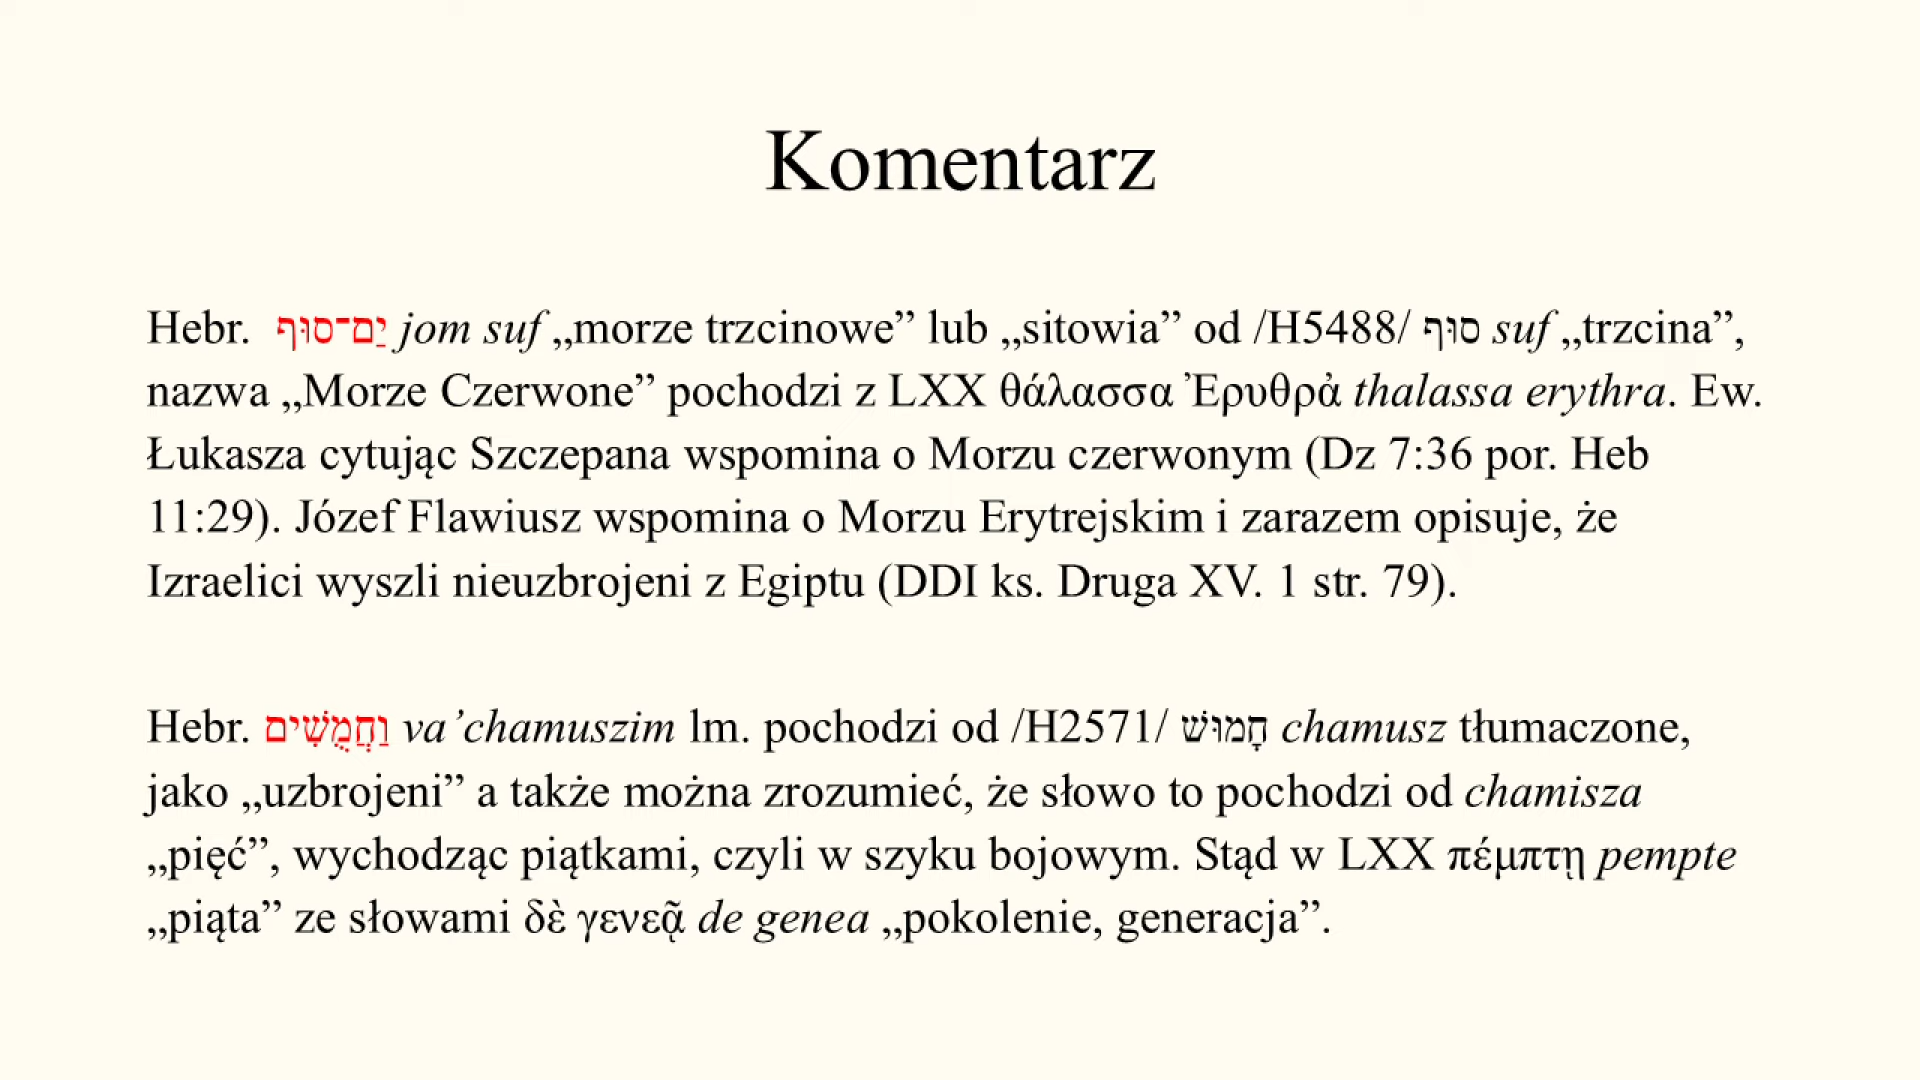 Komentarz
Hebr. יַם־סוּף jom suf „morze trzcinowe” lub „sitowia” od /H5488/ סוּף suf „trzcina”,
nazwa „Morze Czerwone” pochodzi z LXX θάλασσα Ἐρυθρὰ thalassa erythra. Ew.
Łukasza cytując Szczepana wspomina o Morzu czerwonym (Dz 7:36 por. Heb
11:29). Józef Flawiusz wspomina o Morzu Erytrejskim i zarazem opisuje, że
Izraelici wyszli nieuzbrojeni z Egiptu (DDI ks. Druga XV. 1 str. 79).
Hebr. וַחֲמֻשִׁים va’chamuszim lm. pochodzi od /H2571/ חָמוּשׁ chamusz tłumaczone,
jako „uzbrojeni” a także można zrozumieć, że słowo to pochodzi od chamisza
„pięć”, wychodząc piątkami, czyli w szyku bojowym. Stąd w LXX πέμπτῃ pempte
„piąta” ze słowami δὲ γενεᾷ de genea „pokolenie, generacja”.